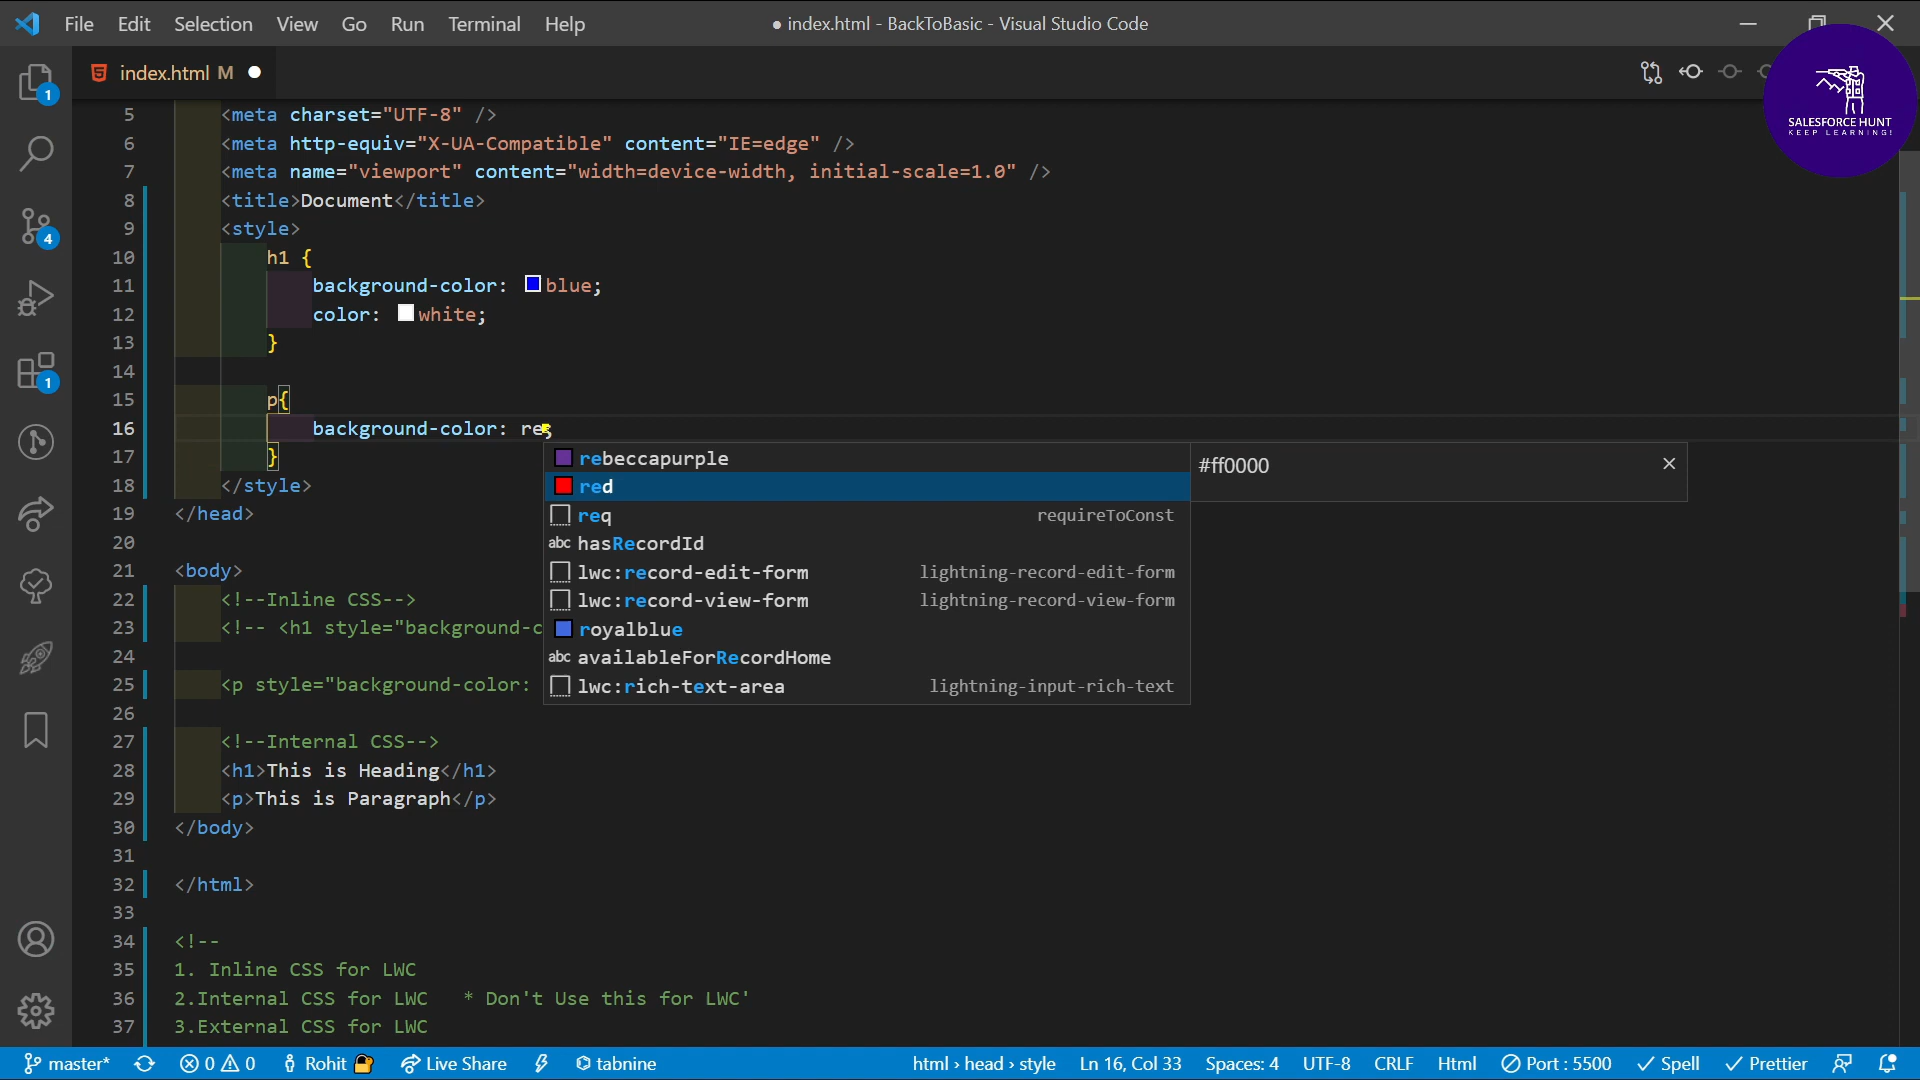 File Edit Selection View Go Run Terminal Help
● index.html - BackToBasic - Visual Studio Code
index.html M
SALESFORCE HUNT
KEEP LEARNING!
1
4
1
5 <meta charset="UTF-8" />
6 <meta http-equiv="X-UA-Compatible" content="IE=edge" />
7 <meta name="viewport" content="width=device-width, initial-scale=1.0" />
8 <title>Document</title>
9 <style>
10 h1 {
11 background-color: blue;
12 color: white;
13 }
14
15 p{
16 background-color: re;
17 }
18 </style>
19 </head>
20
21 <body>
22 <!--Inline CSS-->
23 <!-- <h1 style="background-c
24
25 <p style="background-color:
26
27 <!--Internal CSS-->
28 <h1>This is Heading</h1>
29 <p>This is Paragraph</p>
30 </body>
31
32 </html>
33
34 <!--
35 1. Inline CSS for LWC
36 2.Internal CSS for LWC * Don't Use this for LWC'
37 3.External CSS for LWC
rebeccapurple
red
#ff0000
req requireToConst
abc hasRecordId
lwc:record-edit-form lightning-record-edit-form
lwc:record-view-form lightning-record-view-form
royalblue
abc availableForRecordHome
lwc:rich-text-area lightning-input-rich-text
master* 0 0 Rohit Live Share tabnine html › head › style Ln 16, Col 33 Spaces: 4 UTF-8 CRLF Html Port : 5500 Spell Prettier